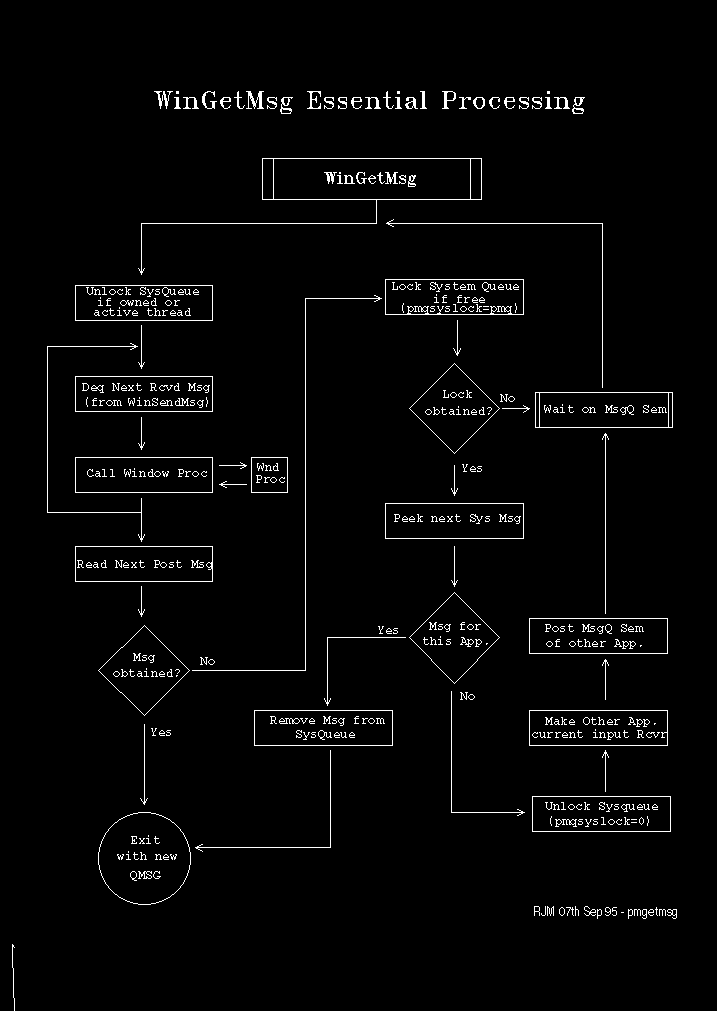 WinGetMsg Essential Processing
WinGetMsg
Unlock SysQueue
if owned or
active thread
Deq Next Rcvd Msg
(from WinSendMsg)
Call Window Proc
Wnd
Proc
Read Next Post Msg
Msg
obtained?
No
Yes
Exit
with new
QMSG
Lock System Queue
if free
(pmqsyslock=pmq)
Lock
obtained?
No
Wait on MsgQ Sem
Yes
Peek next Sys Msg
Msg for
this App.
Yes
No
Remove Msg from
SysQueue
Post MsgQ Sem
of other App.
Make Other App.
current input Rcvr
Unlock Sysqueue
(pmqsyslock=0)
RJM 07th Sep 95 - pmgetmsg